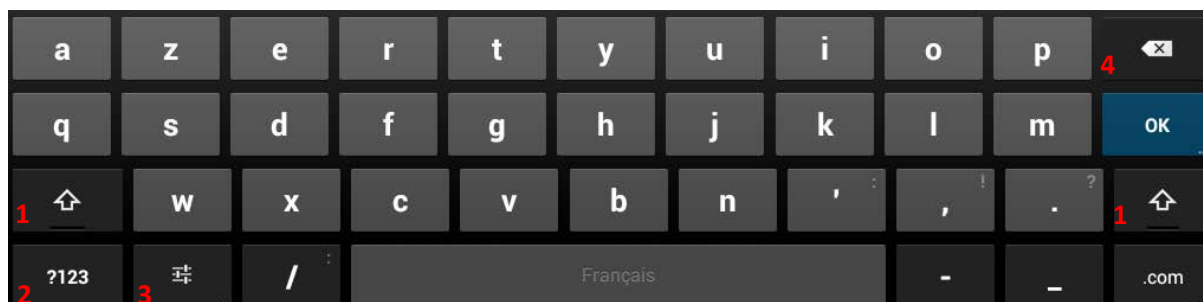 a z e r t y u i o p 4
q s d f g h j k l m OK
1 w x c v b n ' : , ! . ? 1
?123 2 3 / : Français - _ .com